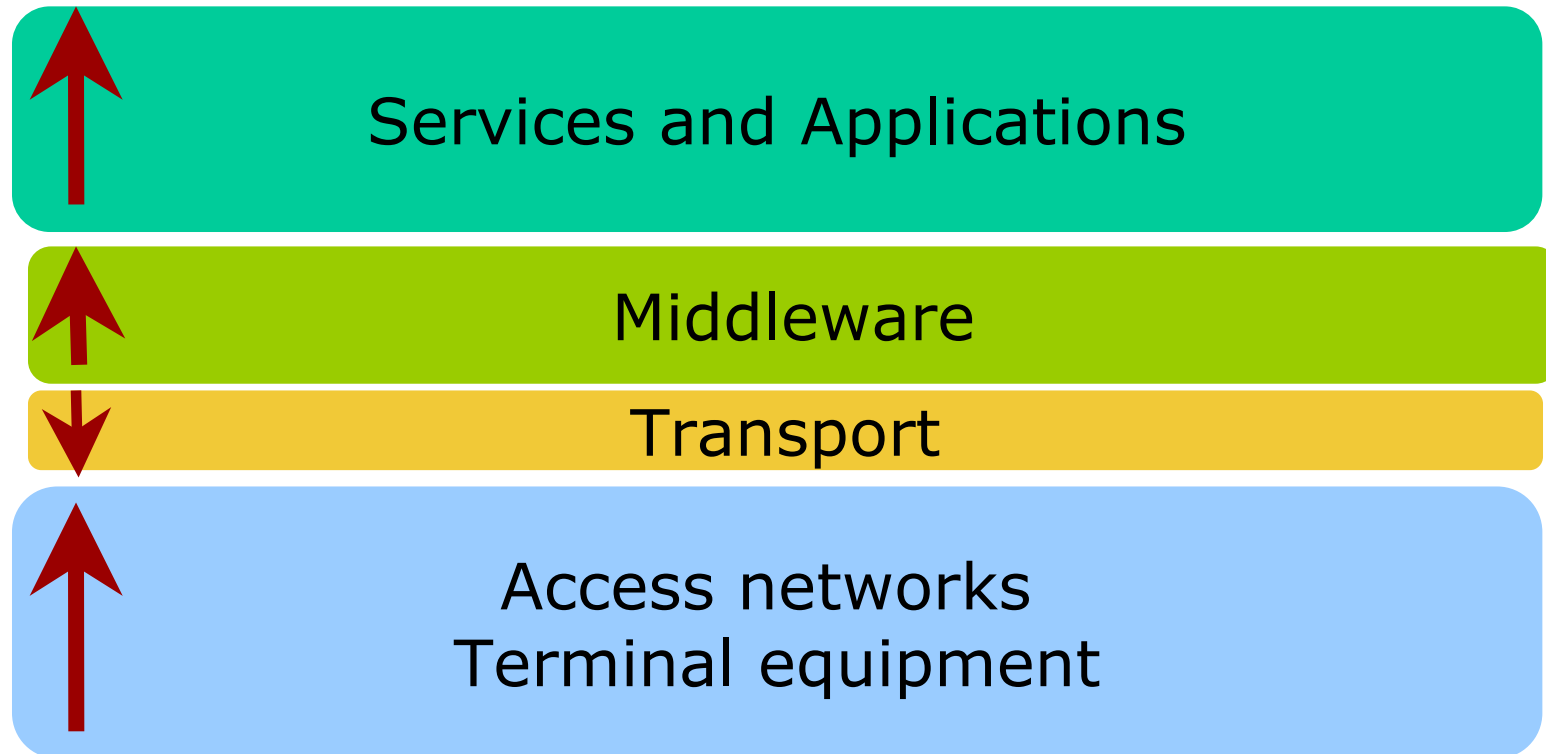 Services and Applications
Middleware
Transport
Access networks
Terminal equipment